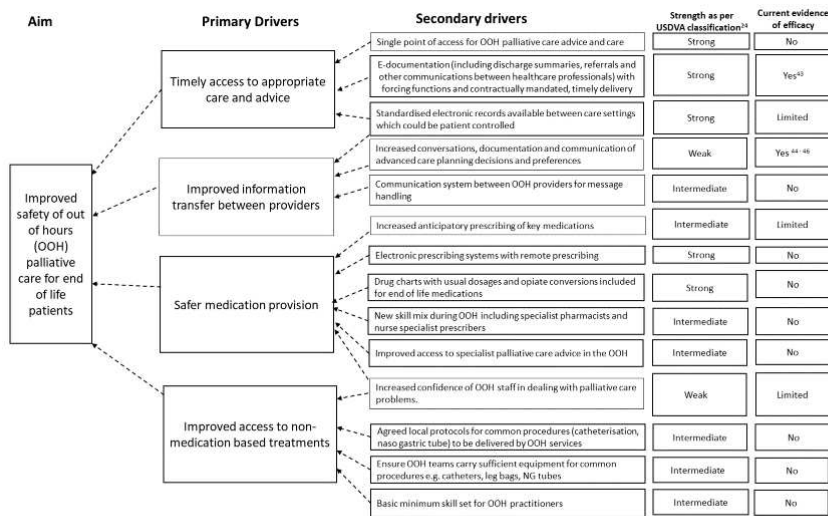 Aim
Primary Drivers
Secondary drivers
Strength as per
USDVA classification24
Current evidence
of efficacy
Improved
safety of out
of hours
(OOH)
palliative
care for end
of life
patients
Timely access to appropriate
care and advice
Improved information
transfer between providers
Safer medication provision
Improved access to non-
medication based treatments
Single point of access for OOH palliative care advice and care
Strong
No
E-documentation (including discharge summaries, referrals and
other communications between healthcare professionals) with
forcing functions and contractually mandated, timely delivery
Strong
Yes43
Standardised electronic records available between care settings
which could be patient controlled
Strong
Limited
Increased conversations, documentation and communication of
advanced care planning decisions and preferences
Weak
Yes 44-46
Communication system between OOH providers for message
handling
Intermediate
No
Increased anticipatory prescribing of key medications
Intermediate
Limited
Electronic prescribing systems with remote prescribing
Strong
No
Drug charts with usual dosages and opiate conversions included
for end of life medications
Strong
No
New skill mix during OOH including specialist pharmacists and
nurse specialist prescribers
Intermediate
No
Improved access to specialist palliative care advice in the OOH
Intermediate
No
Increased confidence of OOH staff in dealing with palliative care
problems.
Weak
Limited
Agreed local protocols for common procedures (catheterisation,
naso gastric tube) to be delivered by OOH services
Intermediate
No
Ensure OOH teams carry sufficient equipment for common
procedures e.g. catheters, leg bags, NG tubes
Intermediate
No
Basic minimum skill set for OOH practitioners
Intermediate
No